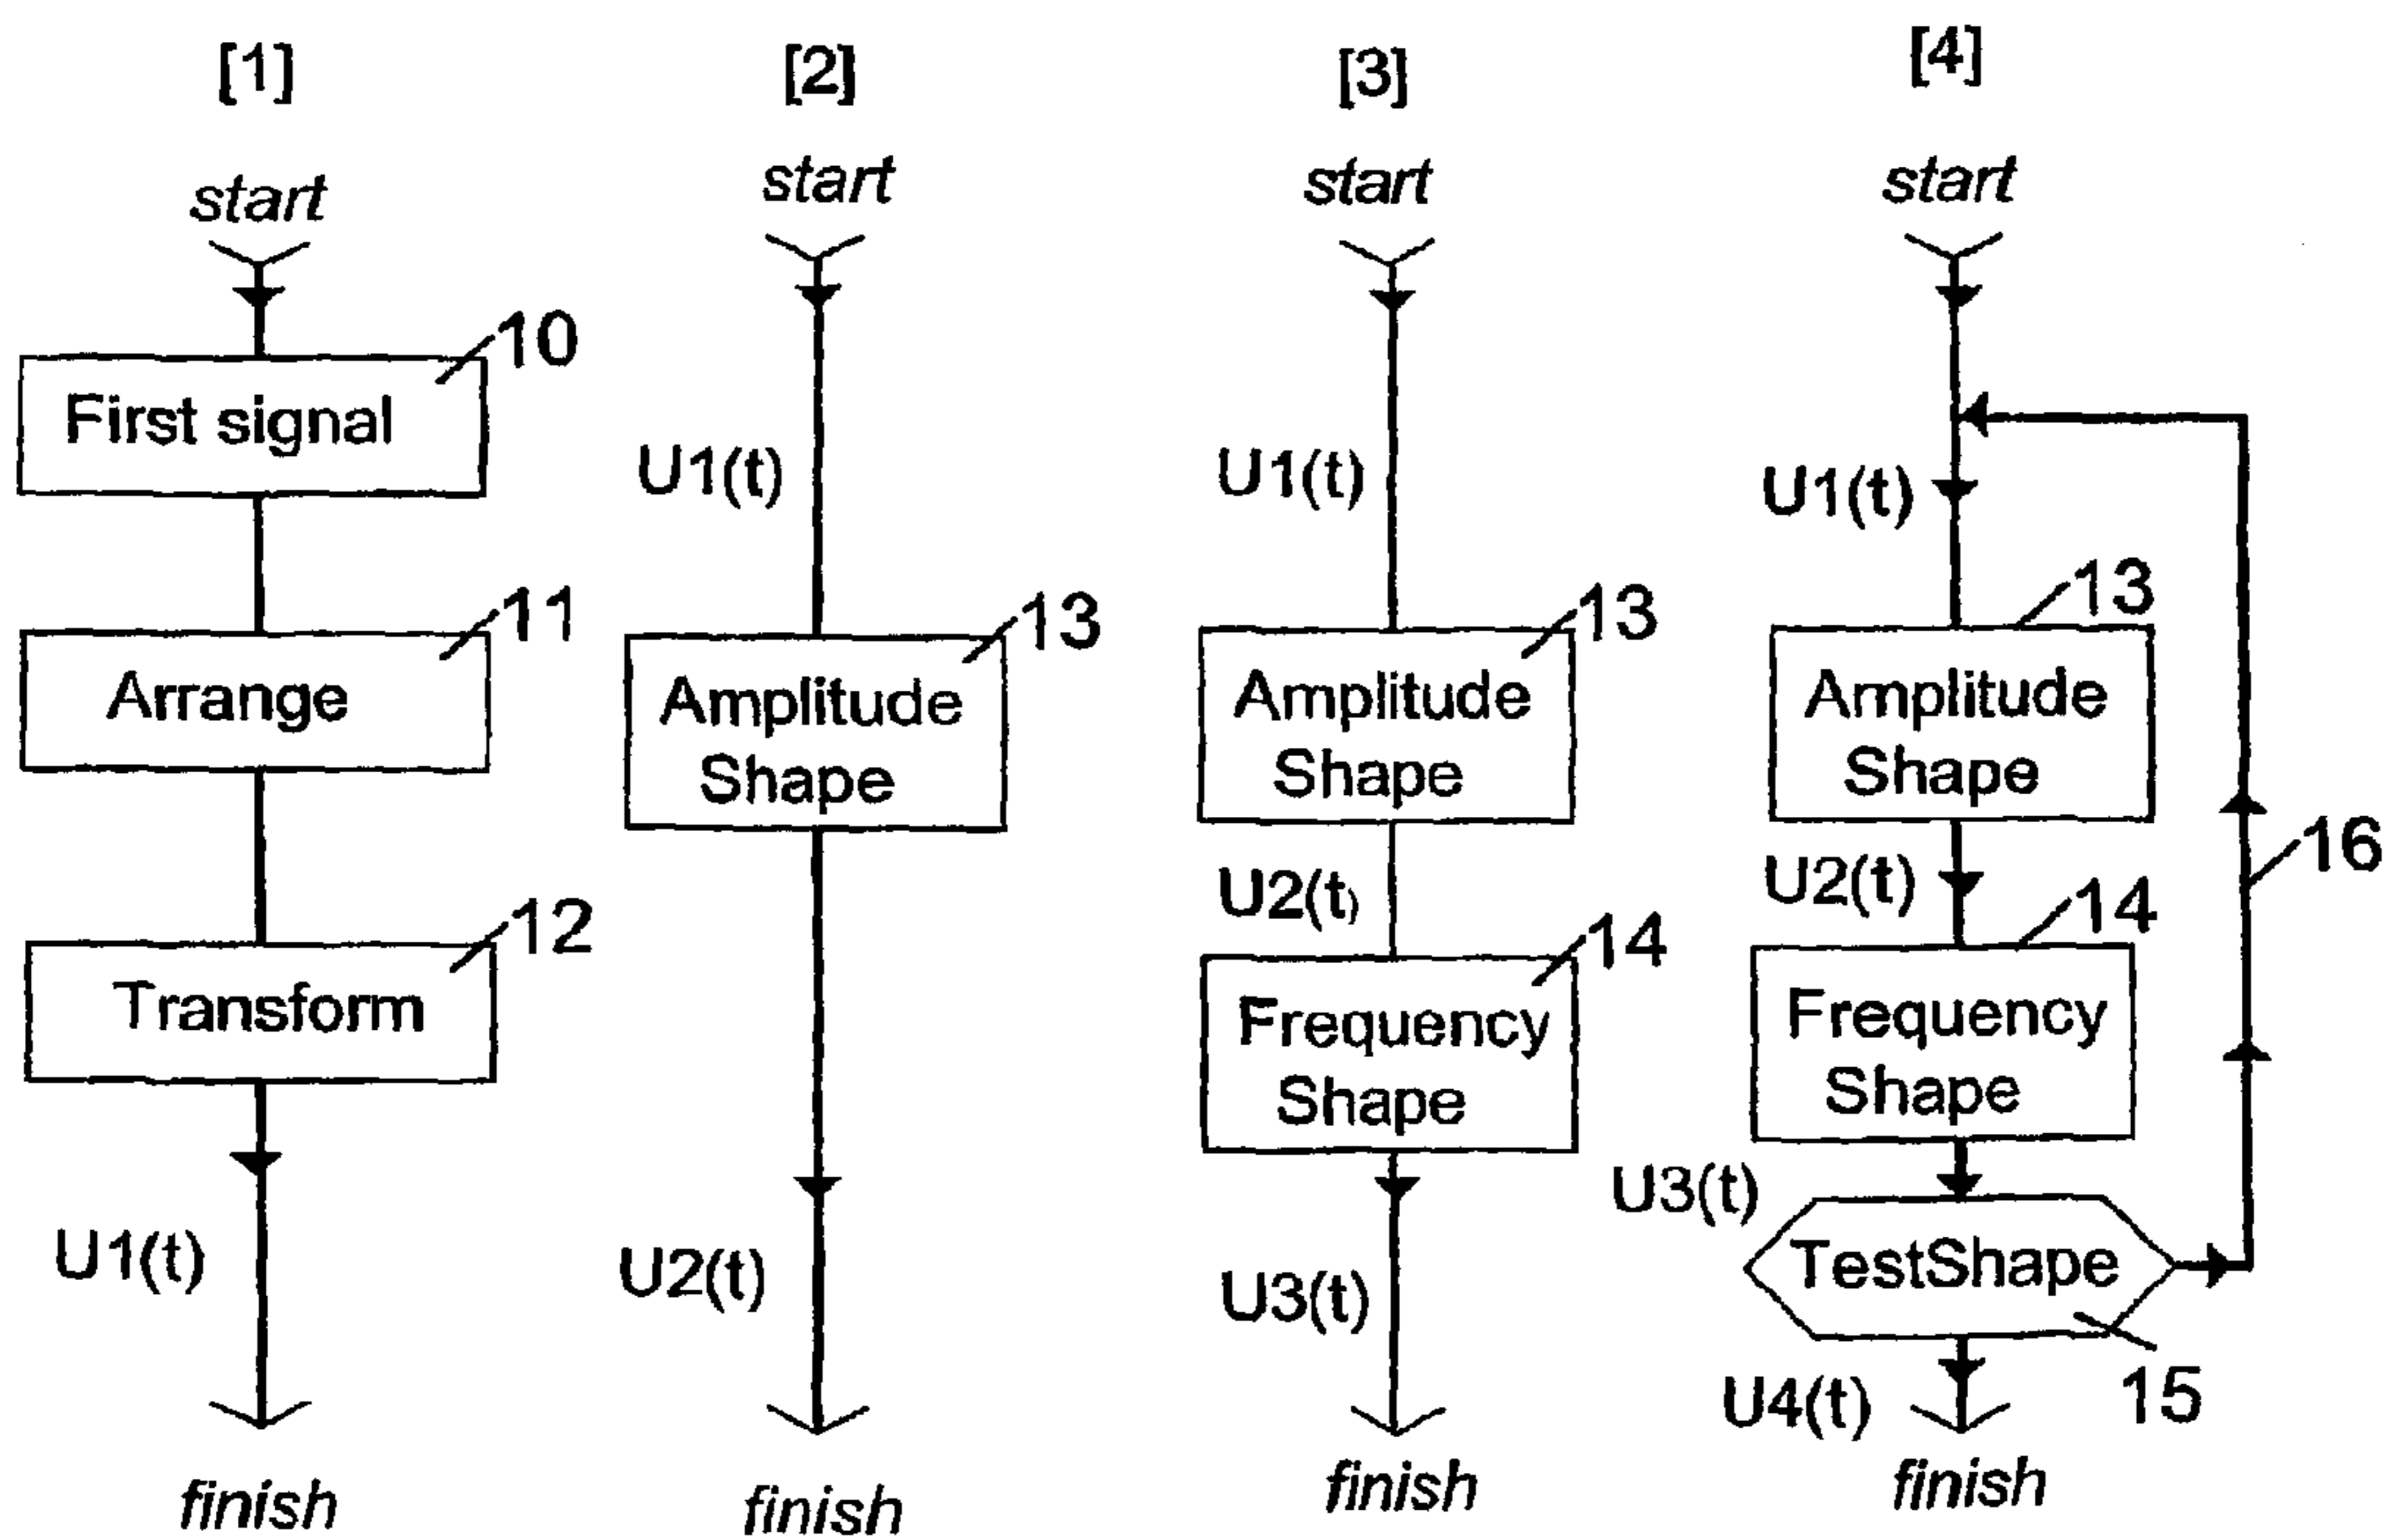 [1]
start
10
First signal
11
Arrange
12
Transform
U1(t)
finish
[2]
start
U1(t)
13
Amplitude
Shape
U2(t)
finish
[3]
start
U1(t)
13
Amplitude
Shape
U2(t)
14
Frequency
Shape
U3(t)
finish
[4]
start
U1(t)
13
Amplitude
Shape
16
U2(t)
14
Frequency
Shape
U3(t)
TestShape
15
U4(t)
finish